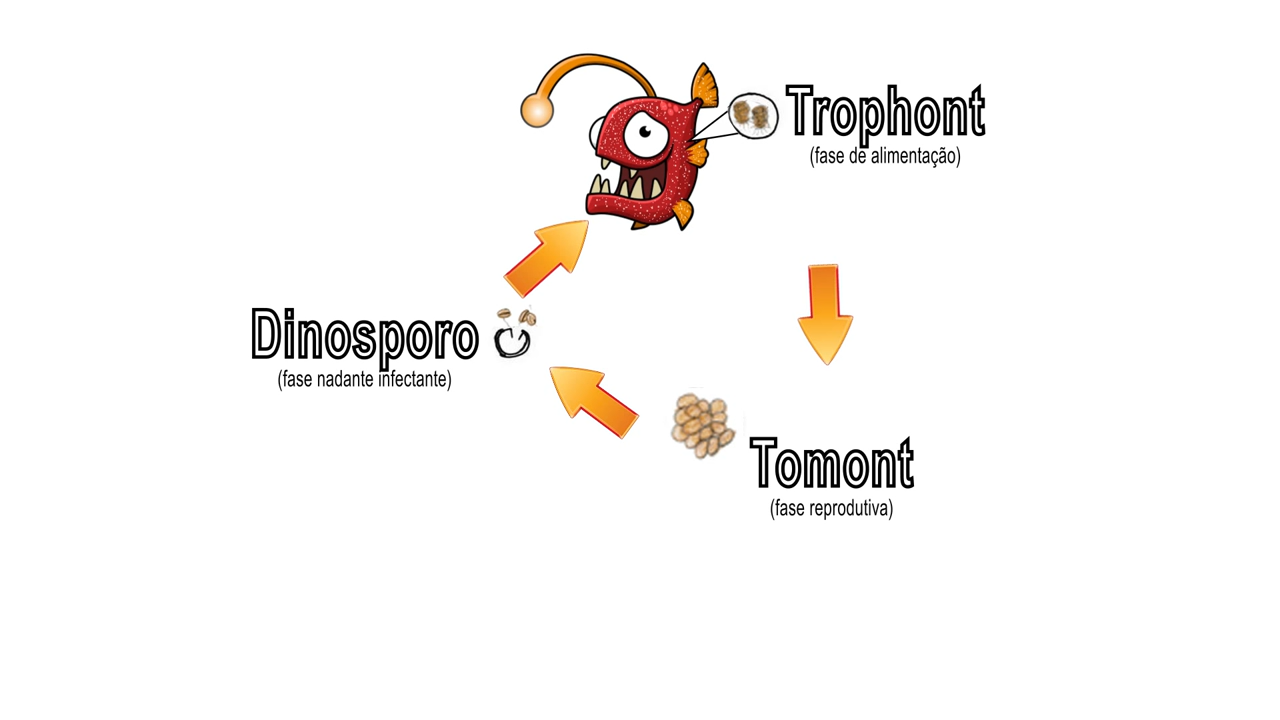 Trophont
(fase de alimentação)
Dinosporo
(fase nadante infectante)
Tomont
(fase reprodutiva)